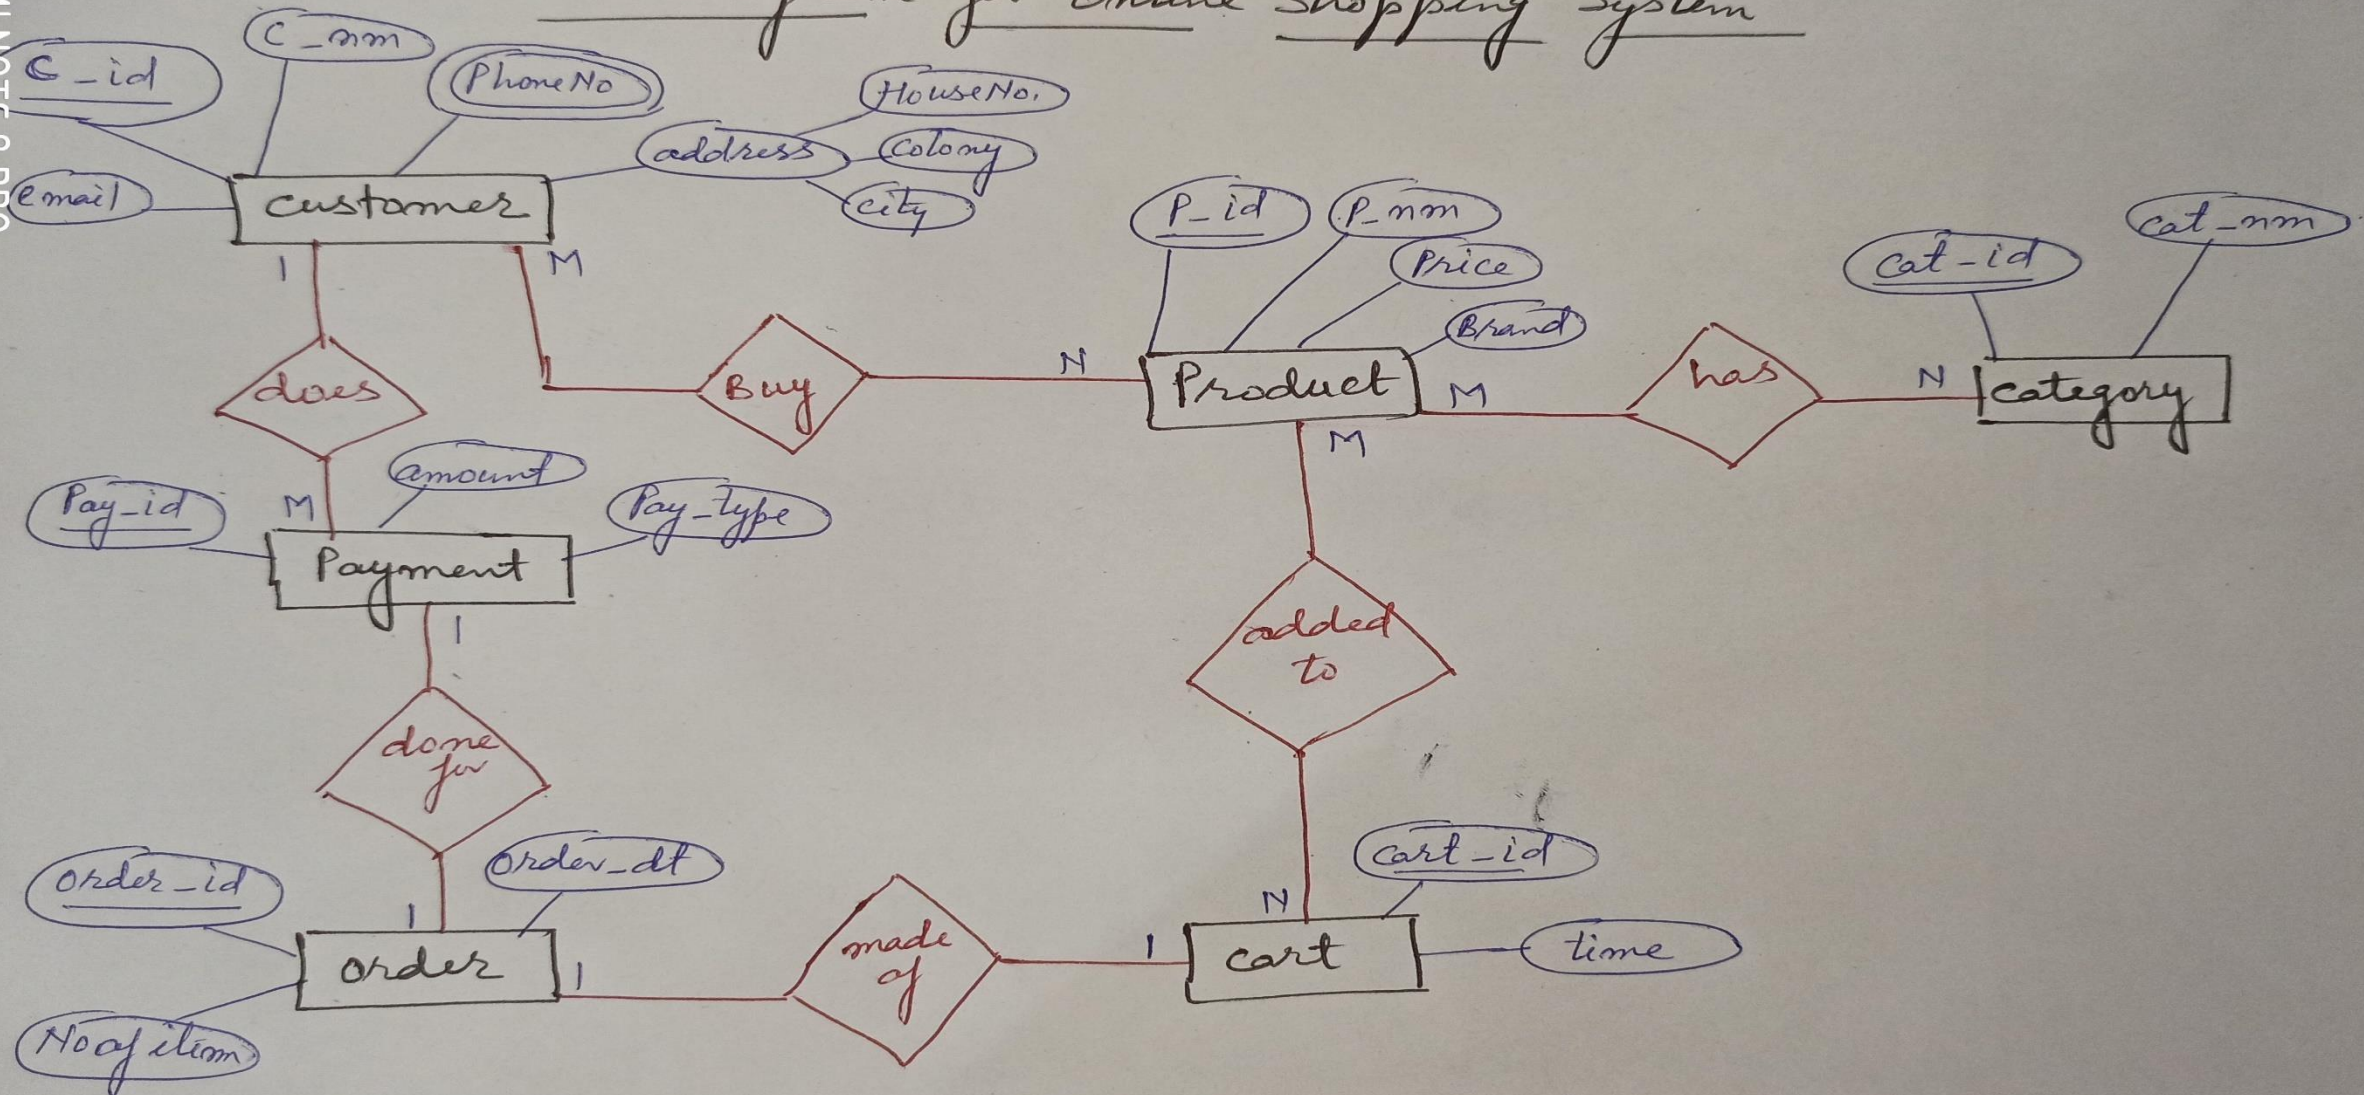 for Online Shopping System
C_id
C_nm
PhoneNo
HouseNo.
address
colony
city
email
customer
1
M
P_id
P_nm
Price
Brand
cat_id
cat_nm
does
Buy
N
Product
M
has
N
category
M
Pay_id
amount
Pay_type
M
Payment
1
added
to
done
for
order_id
order_dt
1
order
1
made
of
1
N
cart
cart_id
time
No of item